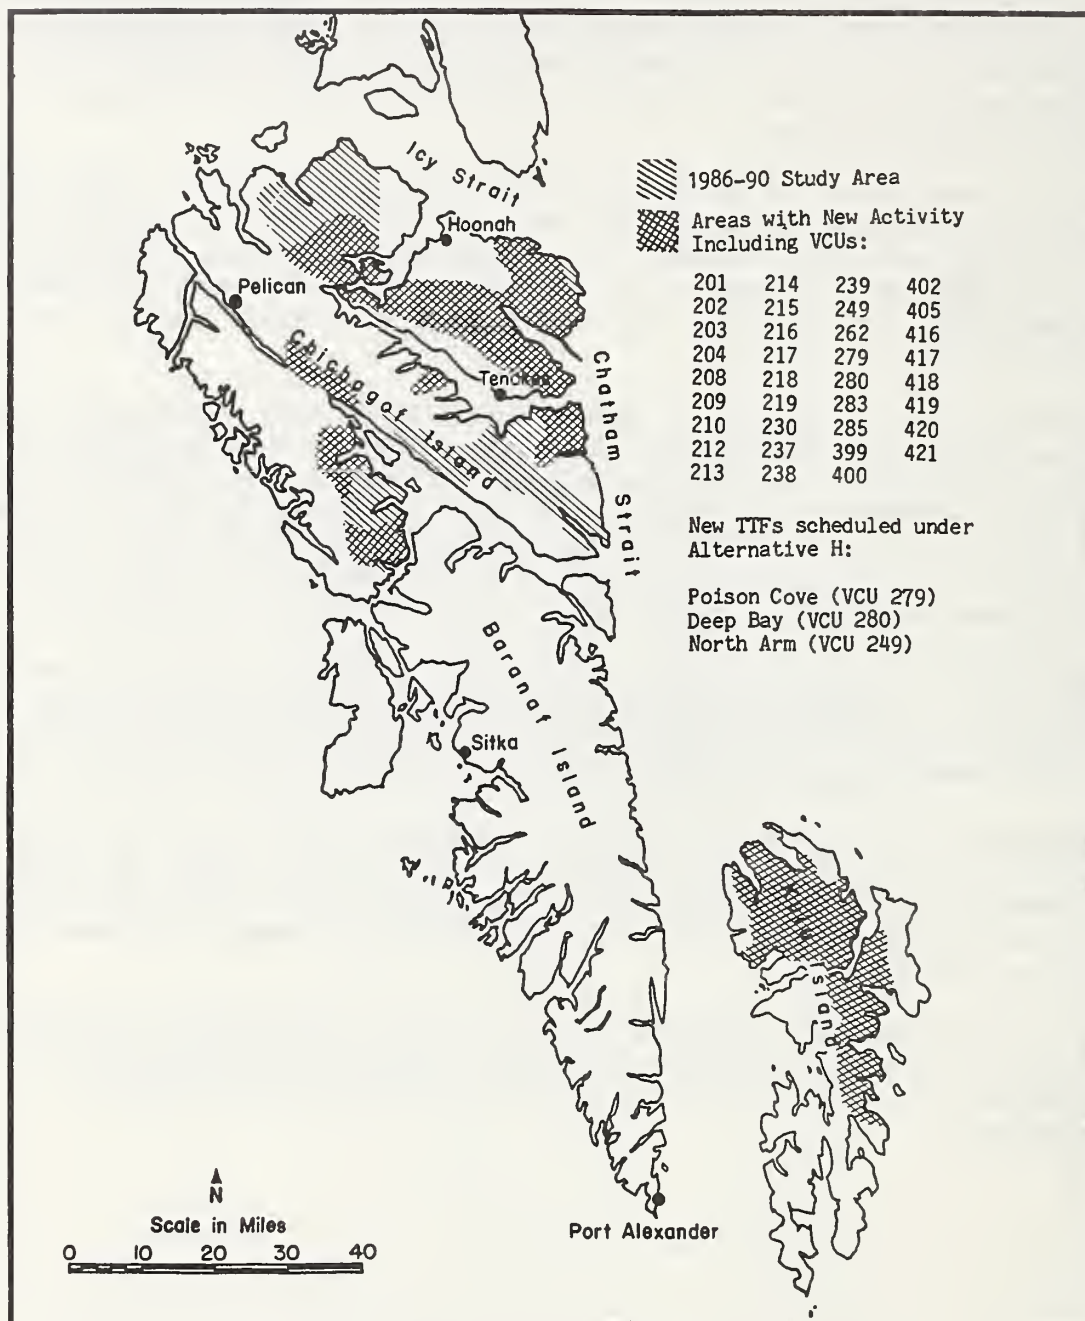 Icy Strait
Hoonah
Pelican
Chichagof Island
Chatham Strait
Baranof Island
Sitka
Port Alexander
1986-90 Study Area
Areas with New Activity
Including VCUs:
201 214 239 402
202 215 249 405
203 216 262 416
204 217 279 417
208 218 280 418
209 219 283 419
210 230 285 420
212 237 399 421
213 238 400
New TTFs scheduled under
Alternative H:
Poison Cove (VCU 279)
Deep Bay (VCU 280)
North Arm (VCU 249)
N
Scale in Miles
0 10 20 30 40